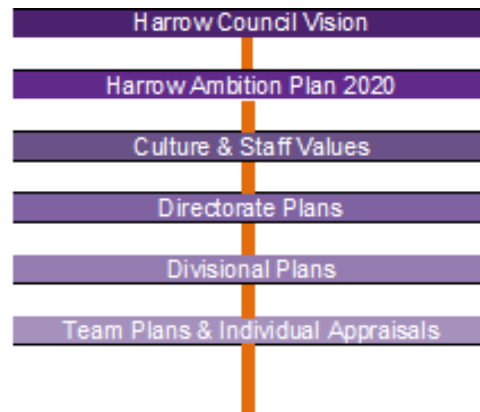 Harrow Council Vision
Harrow Ambition Plan 2020
Culture & Staff Values
Directorate Plans
Divisional Plans
Team Plans & Individual Appraisals